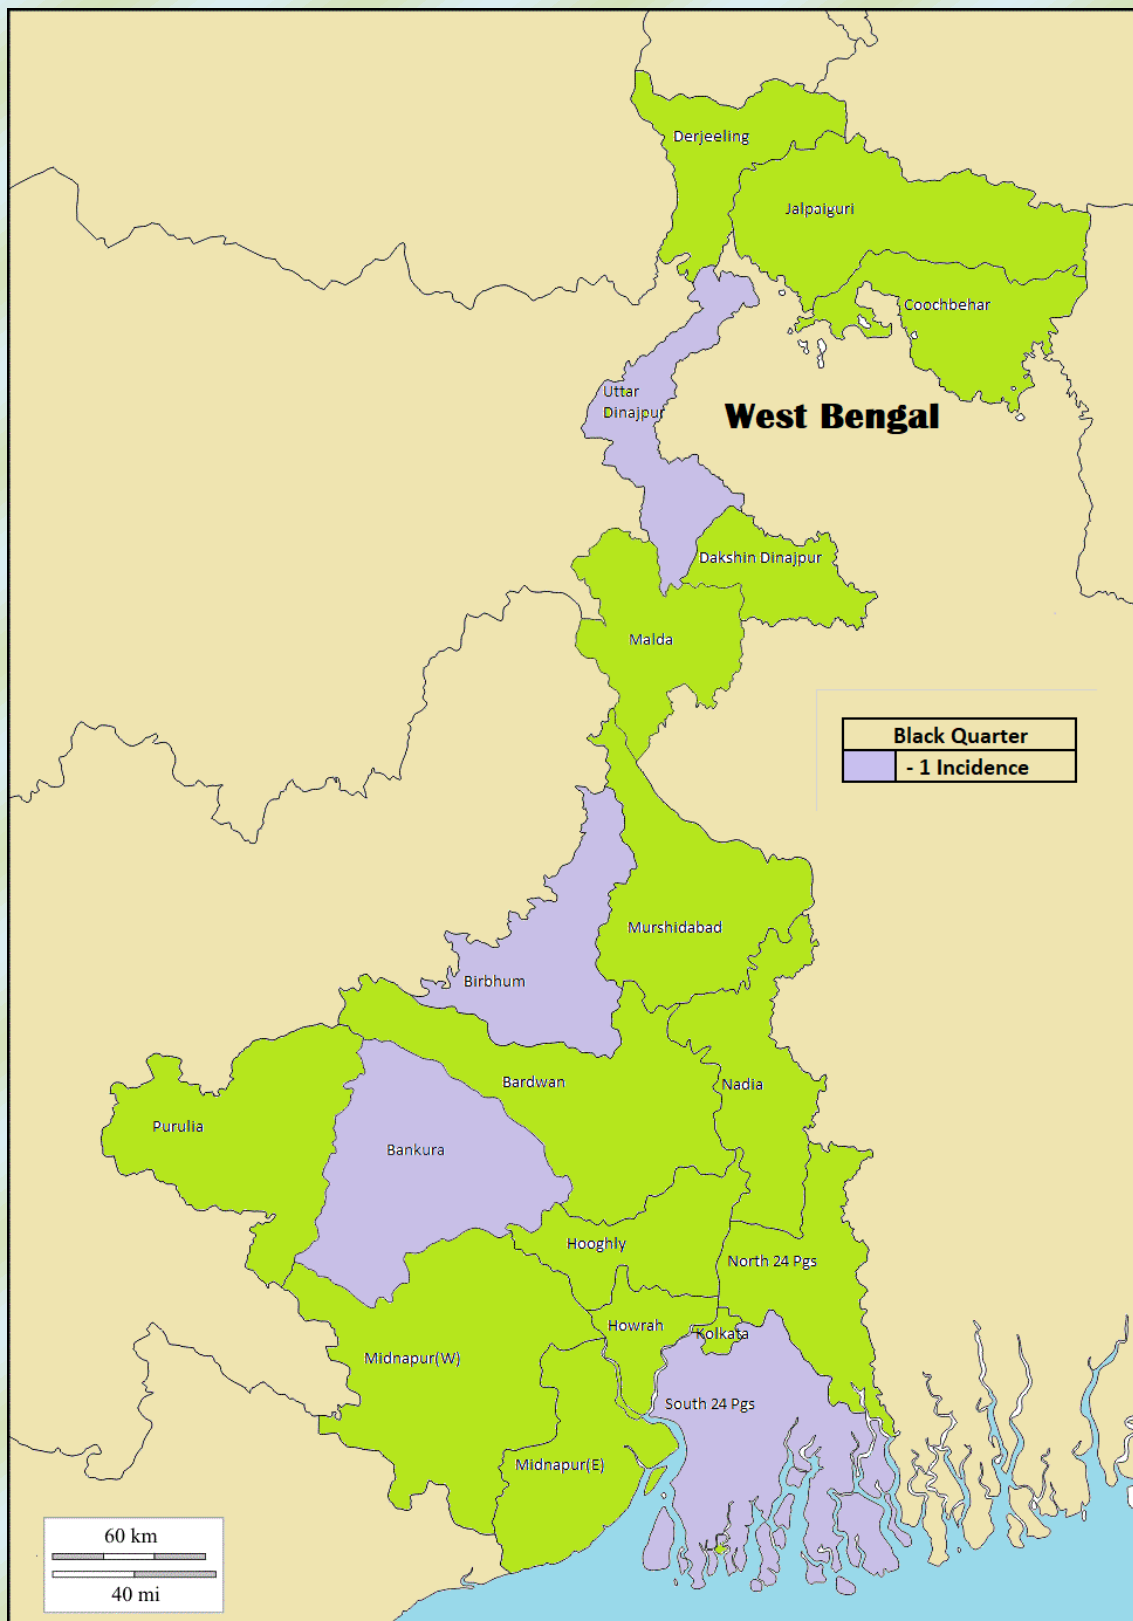 Derjeeling
Jalpaiguri
Coochbehar
Uttar
Dinajpur
West Bengal
Dakshin Dinajpur
Malda
Black Quarter
- 1 Incidence
Murshidabad
Birbhum
Bardwan
Nadia
Purulia
Bankura
Hooghly
North 24 Pgs
Howrah
Kolkata
Midnapur(W)
South 24 Pgs
Midnapur(E)
60 km
40 mi